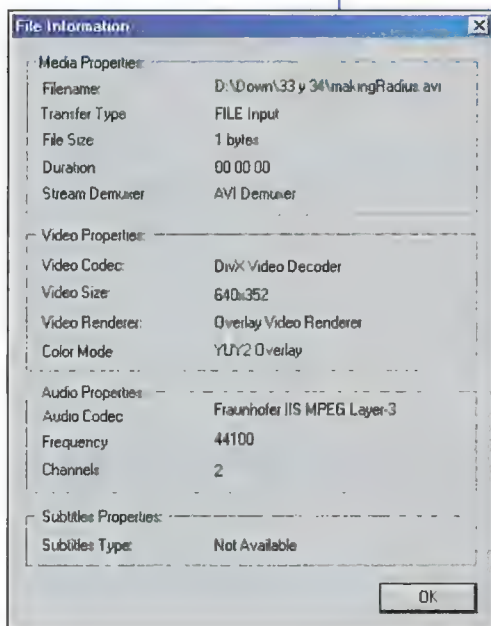 File Information
Media Properties:
Filename: D:\Down\33 y 34\makingRadius.avi
Transfer Type FILE Input
File Size 1 bytes
Duration 00 00 00
Stream Demuxer AVI Demuxer
Video Properties:
Video Codec: DivX Video Decoder
Video Size: 640x352
Video Renderer: Overlay Video Renderer
Color Mode YUY2 Overlay
Audio Properties
Audio Codec Fraunhofer IIS MPEG Layer-3
Frequency 44100
Channels 2
Subtitles Properties:
Subtitles Type: Not Available
OK